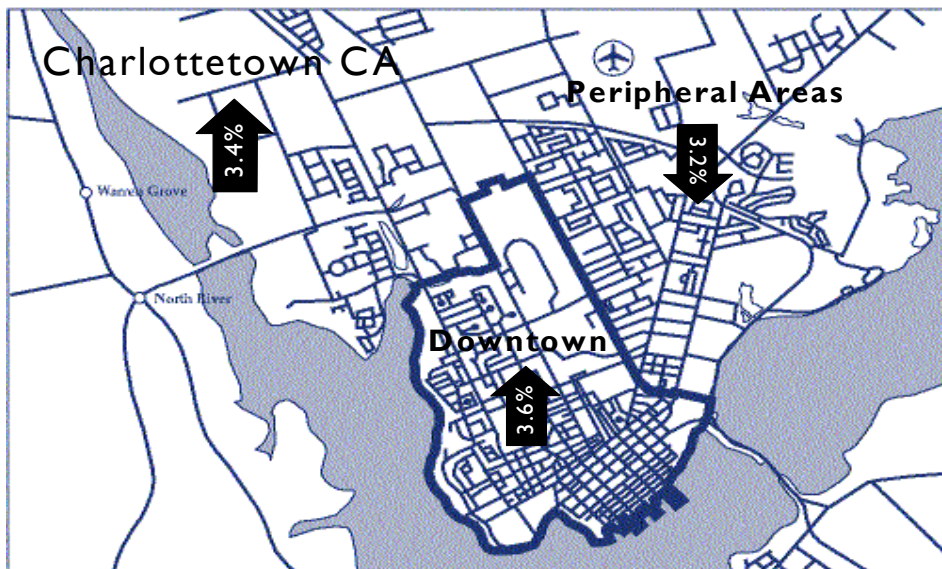 Charlottetown CA
3.4%
Peripheral Areas
3.2%
Warren Grove
North River
Downtown
3.6%